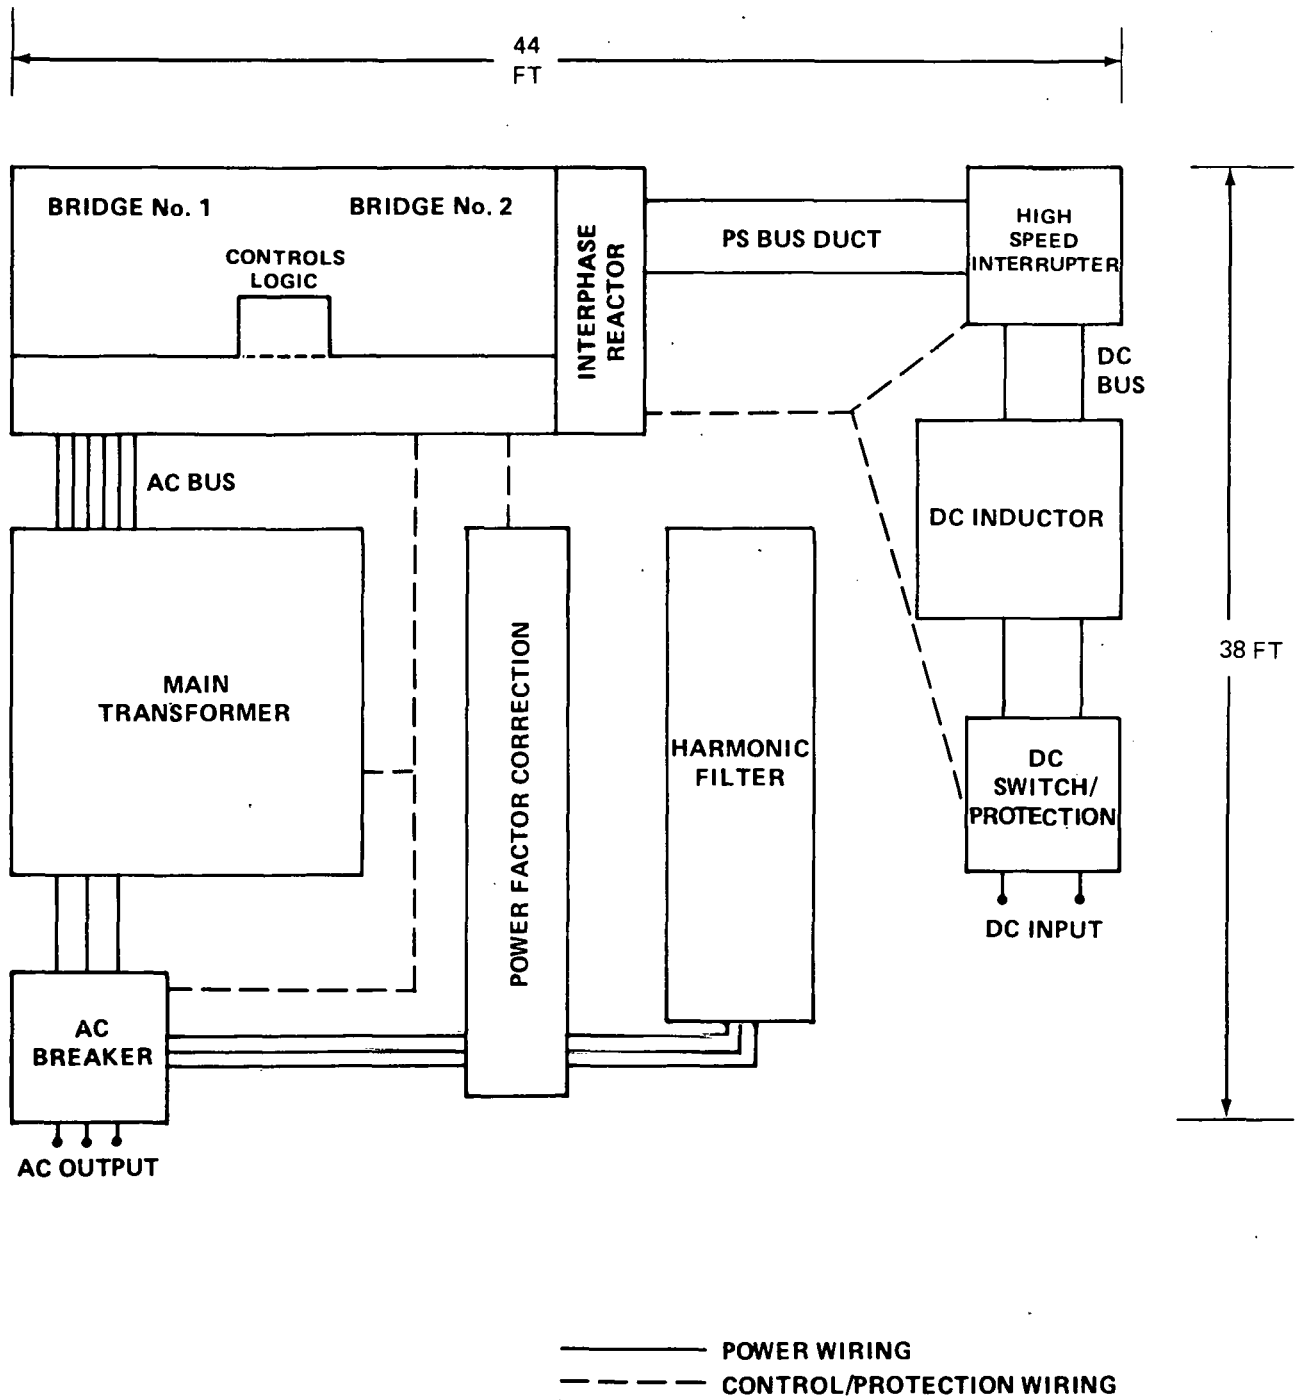 44
FT
BRIDGE No. 1
BRIDGE No. 2
CONTROLS
LOGIC
INTERPHASE
REACTOR
PS BUS DUCT
HIGH
SPEED
INTERRUPTER
DC
BUS
AC BUS
DC INDUCTOR
38 FT
MAIN
TRANSFORMER
POWER FACTOR CORRECTION
HARMONIC
FILTER
DC
SWITCH/
PROTECTION
DC INPUT
AC
BREAKER
AC OUTPUT
POWER WIRING
CONTROL/PROTECTION WIRING